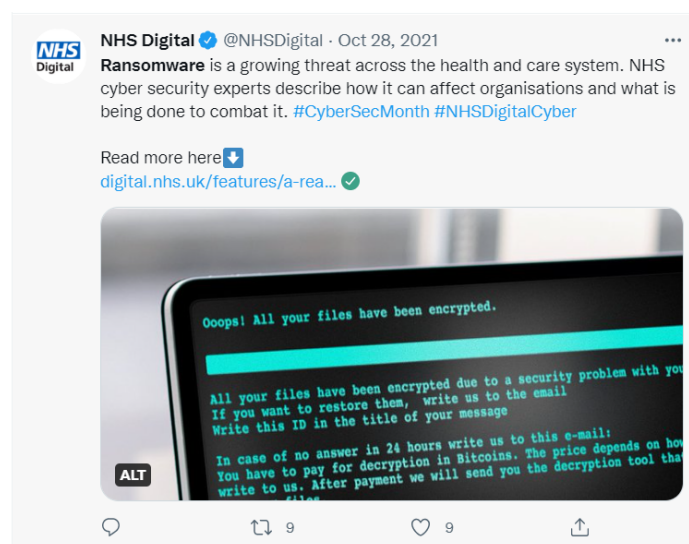 NHS
Digital
NHS Digital @NHSDigital · Oct 28, 2021
Ransomware is a growing threat across the health and care system. NHS
cyber security experts describe how it can affect organisations and what is
being done to combat it. #CyberSecMonth #NHSDigitalCyber
Read more here
digital.nhs.uk/features/a-rea...
Ooops! All your files have been encrypted.
All your files have been encrypted due to a security problem with you
If you want to restore them, write us to the email
Write this ID in the title of your message
In case of no answer in 24 hours write us to this e-mail:
You have to pay for decryption in Bitcoins. The price depends on how
write to us. After payment we will send you the decryption tool that
files
ALT
9
9